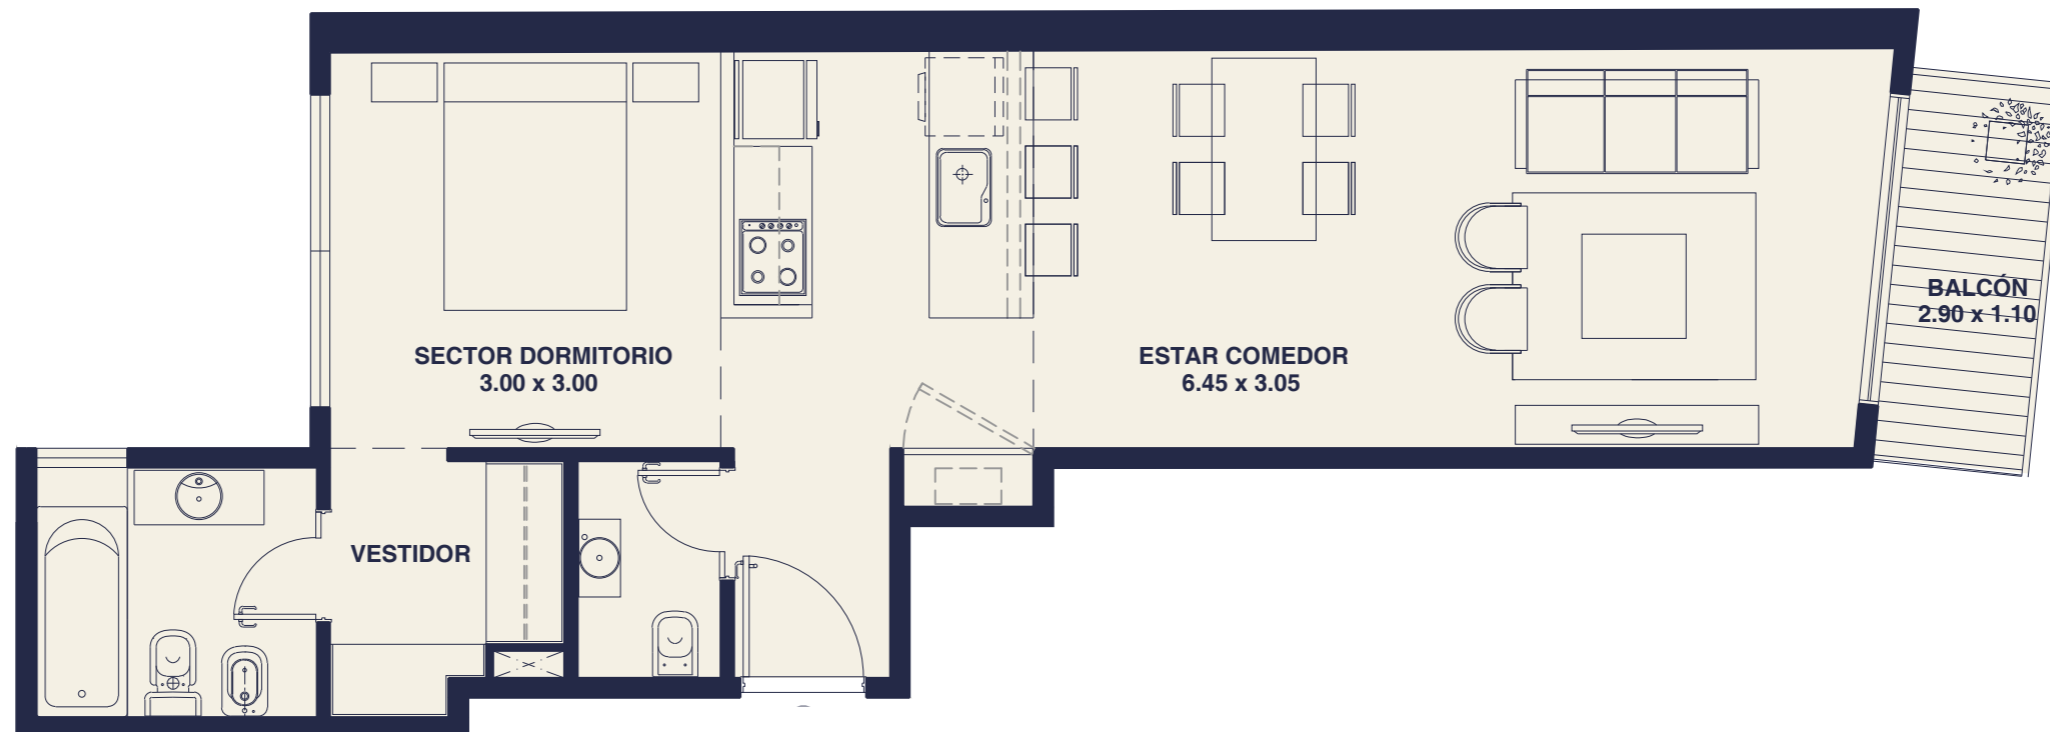 SECTOR DORMITORIO
3.00 x 3.00
ESTAR COMEDOR
6.45 x 3.05
BALCÓN
2.90 x 1.10
VESTIDOR